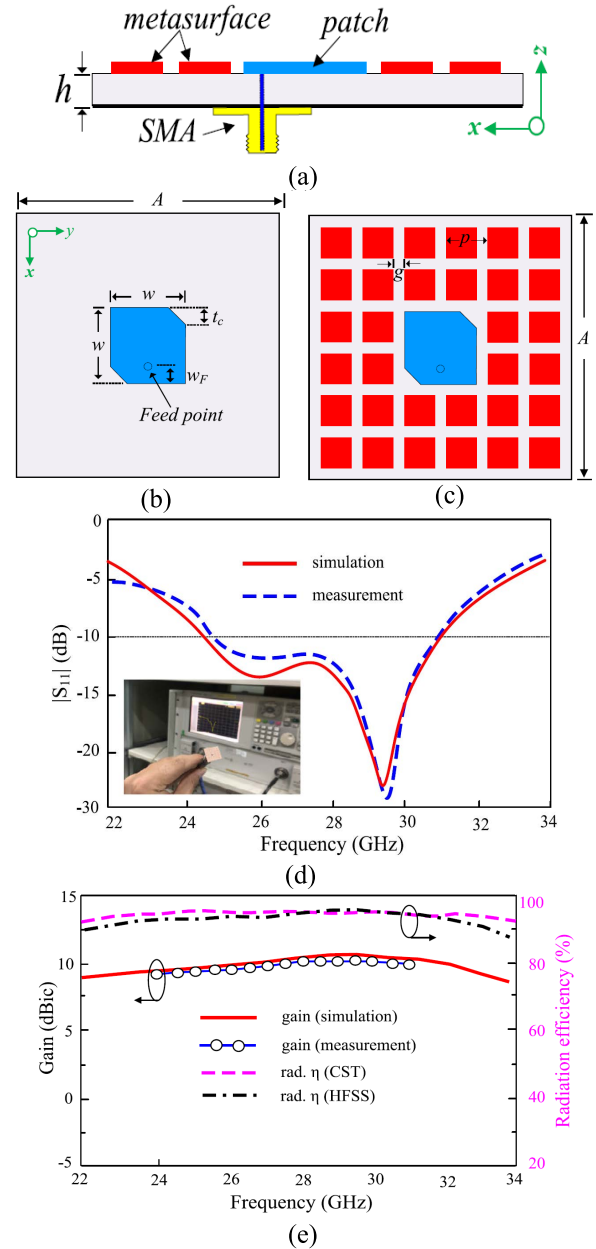 metasurface
patch
h
SMA
z
x
(a)
A
y
x
w
w
t_c
w_F
Feed point
(b)
p
g
A
(c)
0
-5
-10
-15
-20
-30
|S₁₁| (dB)
simulation
measurement
22
24
26
28
30
32
34
Frequency (GHz)
(d)
15
10
5
0
-5
Gain (dBic)
100
80
60
40
20
Radiation efficiency (%)
gain (simulation)
gain (measurement)
rad. η (CST)
rad. η (HFSS)
22
24
26
28
30
31
32
34
Frequency (GHz)
(e)